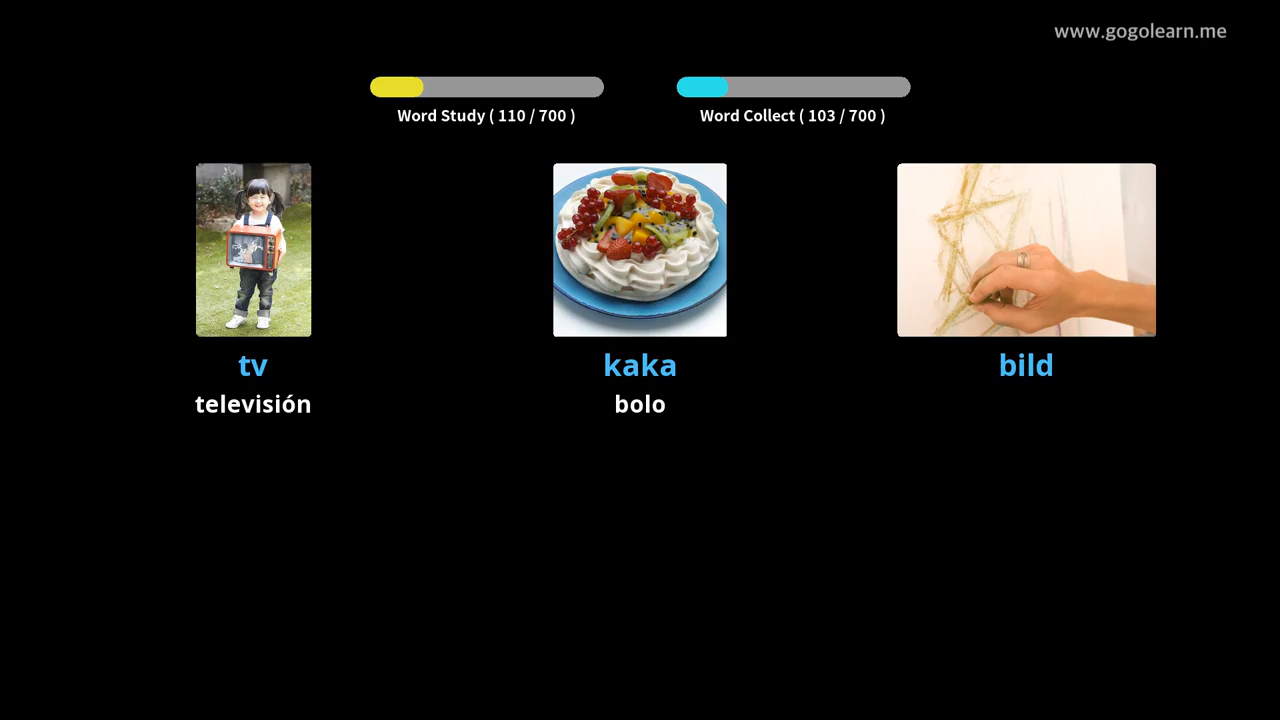 www.gogolearn.me
Word Study ( 110 / 700 )
Word Collect ( 103 / 700 )
tv
kaka
bild
televisión
bolo